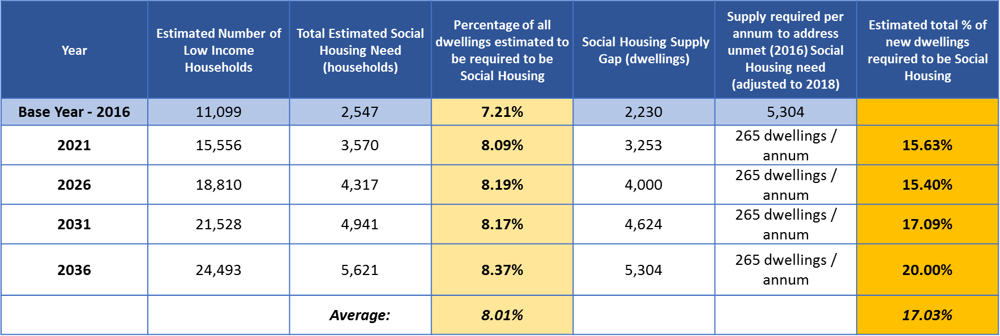 Year
Estimated Number of
Low Income
Households
Total Estimated Social
Housing Need
(households)
Percentage of all
dwellings estimated to
be required to be
Social Housing
Social Housing Supply
Gap (dwellings)
Supply required per
annum to address
unmet (2016) Social
Housing need
(adjusted to 2018)
Estimated total % of
new dwellings
required to be Social
Housing
Base Year - 2016
11,099
2,547
7.21%
2,230
5,304
2021
15,556
3,570
8.09%
3,253
265 dwellings /
annum
15.63%
2026
18,810
4,317
8.19%
4,000
265 dwellings /
annum
15.40%
2031
21,528
4,941
8.17%
4,624
265 dwellings /
annum
17.09%
2036
24,493
5,621
8.37%
5,304
265 dwellings /
annum
20.00%
Average:
8.01%
17.03%